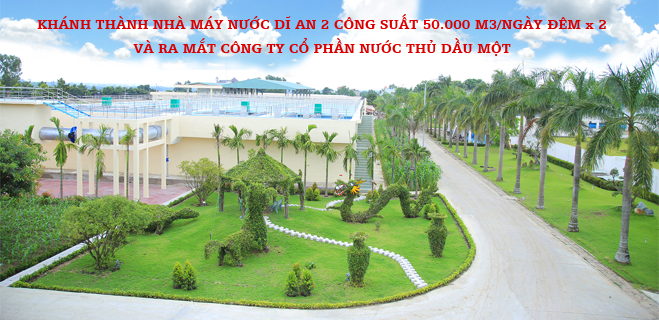 KHÁNH THÀNH NHÀ MÁY NƯỚC DĨ AN 2 CÔNG SUẤT 50.000 M3/NGÀY ĐÊM x 2
VÀ RA MẮT CÔNG TY CỔ PHẦN NƯỚC THỦ DẦU MỘT